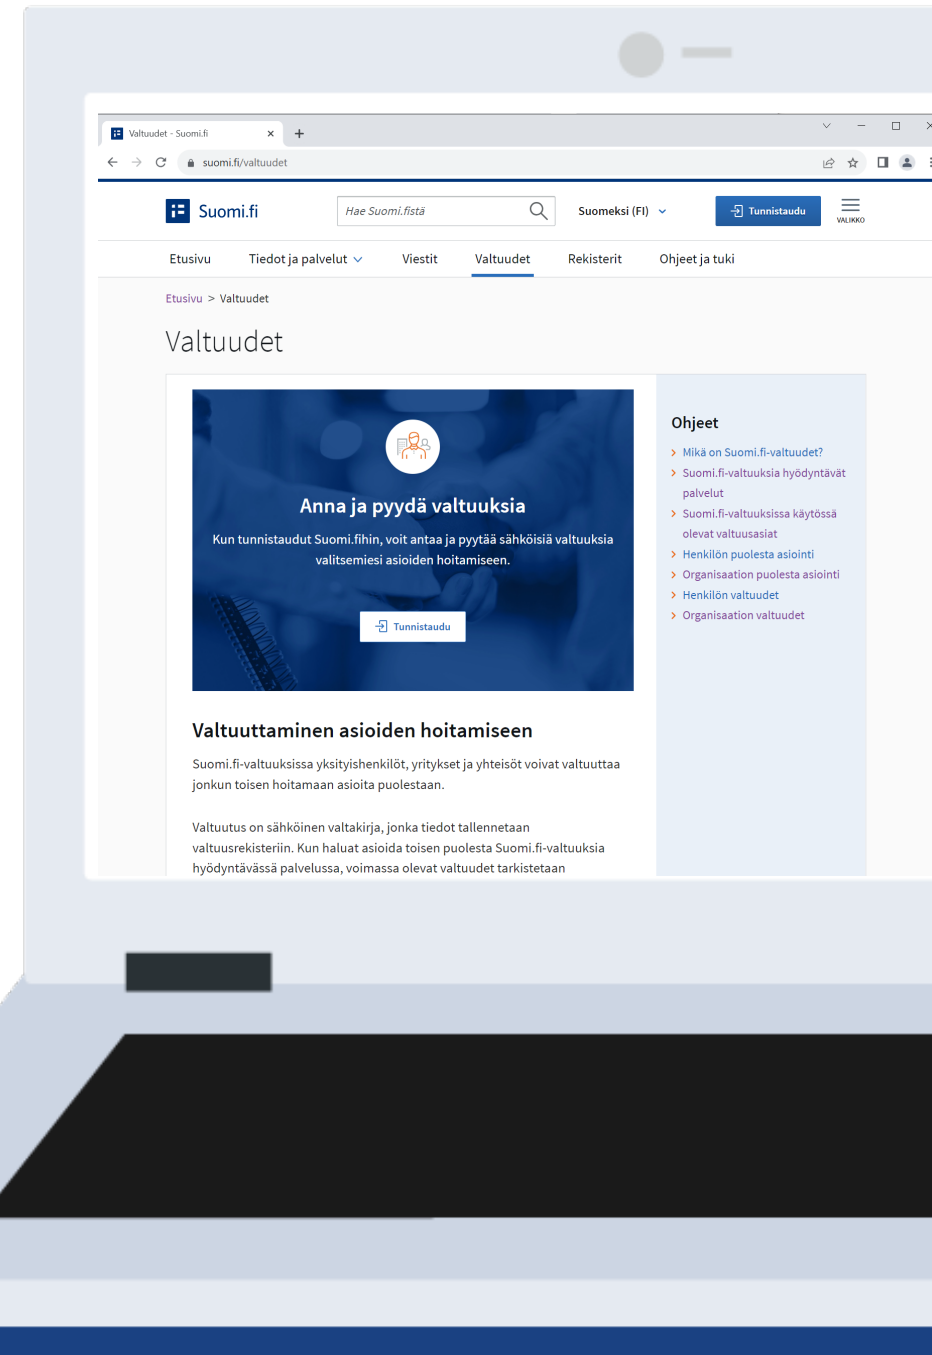 Valtuudet - Suomi.fi
suomi.fi/valtuudet
Suomi.fi
Hae Suomi.fistä
Suomeksi (FI)
Tunnistaudu
VALIKKO
Etusivu Tiedot ja palvelut Viestit Valtuudet Rekisterit Ohjeet ja tuki
Etusivu > Valtuudet
Valtuudet
Anna ja pyydä valtuuksia
Kun tunnistaudut Suomi.fihin, voit antaa ja pyytää sähköisiä valtuuksia
valitsemiesi asioiden hoitamiseen.
Tunnistaudu
Valtuuttaminen asioiden hoitamiseen
Suomi.fi-valtuuksissa yksityishenkilöt, yritykset ja yhteisöt voivat valtuuttaa
jonkun toisen hoitamaan asioita puolestaan.
Valtuutus on sähköinen valtakirja, jonka tiedot tallennetaan
valtuusrekisteriin. Kun haluat asioida toisen puolesta Suomi.fi-valtuuksia
hyödyntävässä palvelussa, voimassa olevat valtuudet tarkistetaan
Ohjeet
Mikä on Suomi.fi-valtuudet?
Suomi.fi-valtuuksia hyödyntävät
palvelut
Suomi.fi-valtuuksissa käytössä
olevat valtuusasiat
Henkilön puolesta asiointi
Organisaation puolesta asiointi
Henkilön valtuudet
Organisaation valtuudet